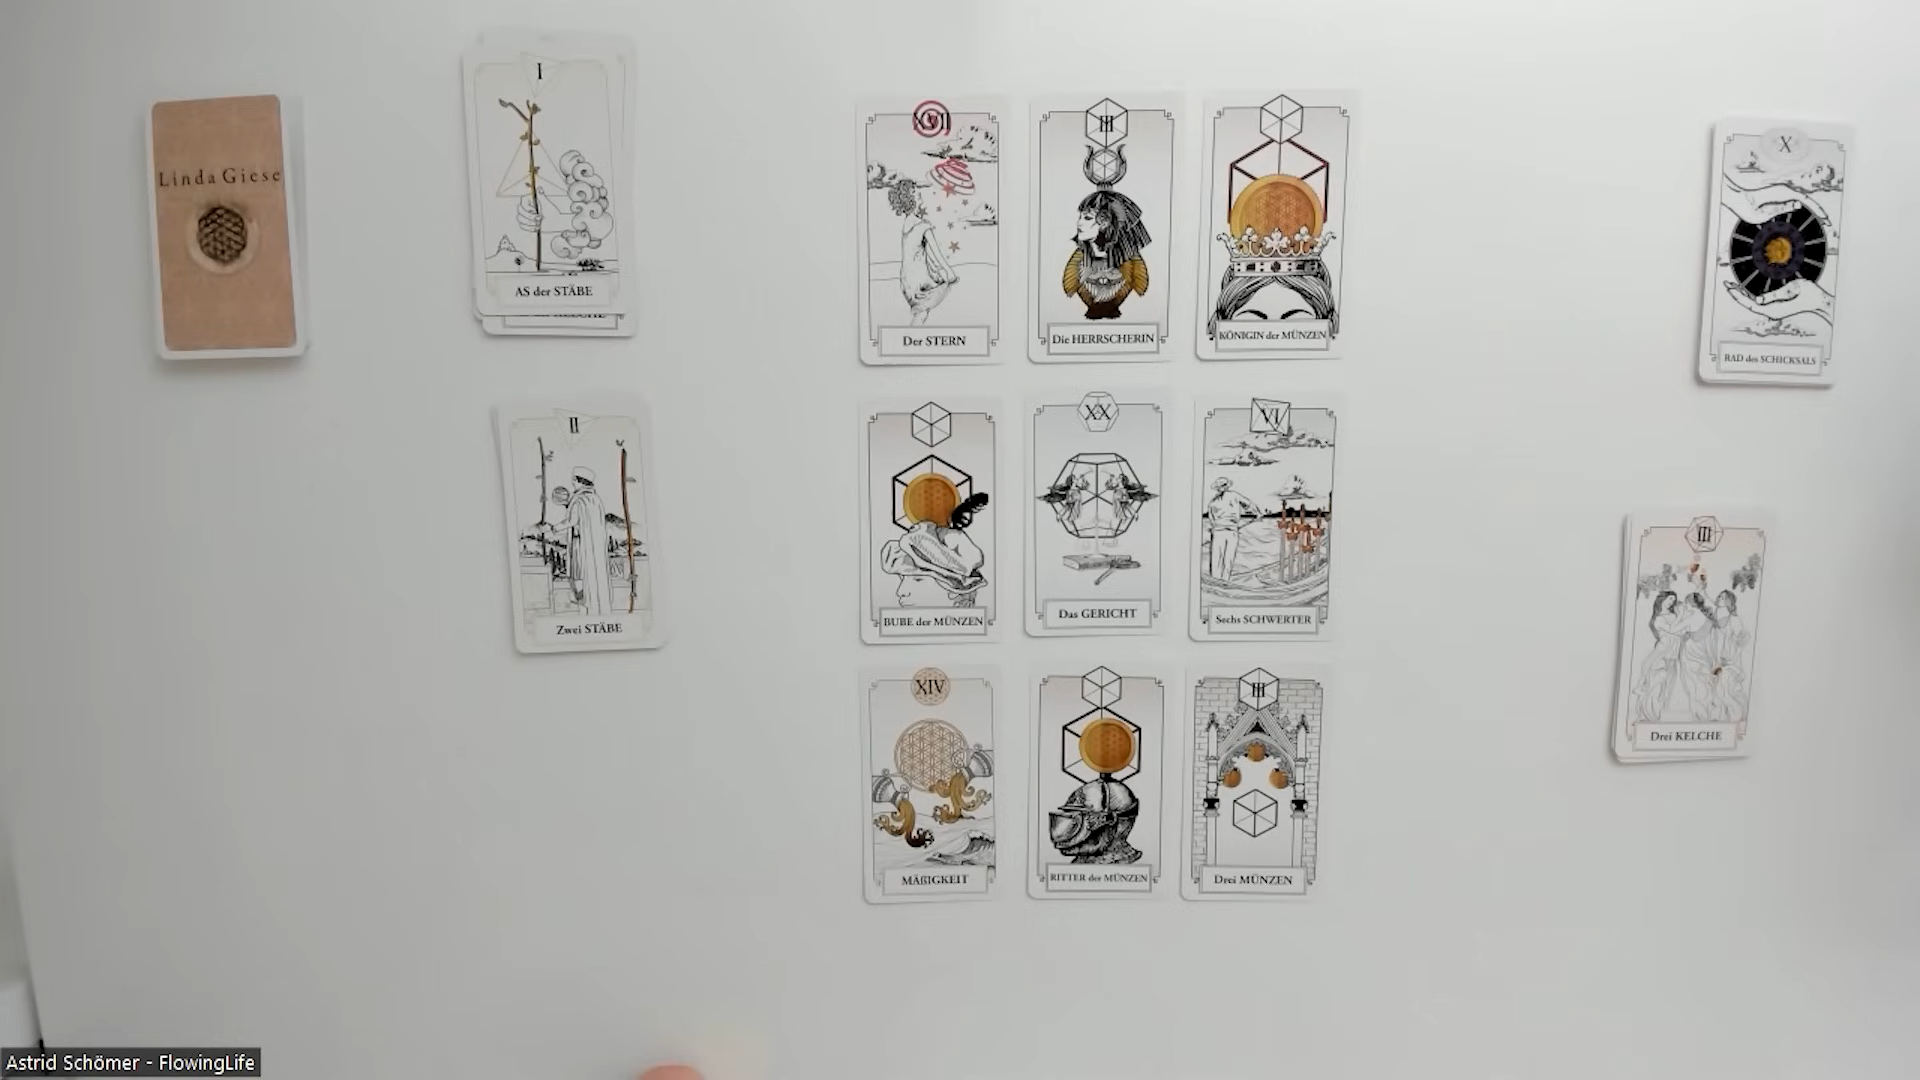 Linda Giese
I
AS der STÄBE
II
Zwei STÄBE
XVII
Der STERN
III
Die HERRSCHERIN
KÖNIGIN der MÜNZEN
BUBE der MÜNZEN
XX
Das GERICHT
VI
Sechs SCHWERTER
XIV
MÄßIGKEIT
RITTER der MÜNZEN
III
Drei MÜNZEN
X
RAD des SCHICKSALS
III
Drei KELCHE
Astrid Schömer - FlowingLife